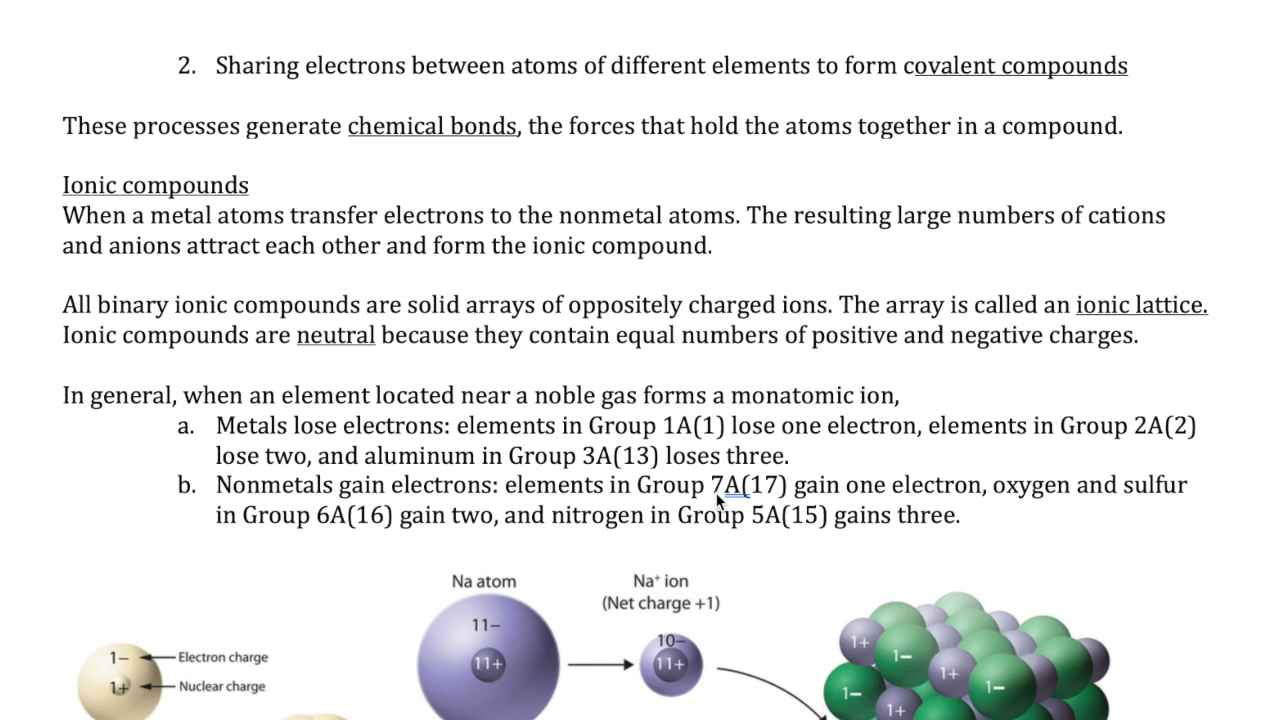 2. Sharing electrons between atoms of different elements to form covalent compounds
These processes generate chemical bonds, the forces that hold the atoms together in a compound.
Ionic compounds
When a metal atoms transfer electrons to the nonmetal atoms. The resulting large numbers of cations
and anions attract each other and form the ionic compound.
All binary ionic compounds are solid arrays of oppositely charged ions. The array is called an ionic lattice.
Ionic compounds are neutral because they contain equal numbers of positive and negative charges.
In general, when an element located near a noble gas forms a monatomic ion,
a. Metals lose electrons: elements in Group 1A(1) lose one electron, elements in Group 2A(2)
lose two, and aluminum in Group 3A(13) loses three.
b. Nonmetals gain electrons: elements in Group 7A(17) gain one electron, oxygen and sulfur
in Group 6A(16) gain two, and nitrogen in Group 5A(15) gains three.
Na atom
Na⁺ ion
(Net charge +1)
11−
11+
10−
11+
1− Electron charge
1+ Nuclear charge
1+
1−
1+
1−
1−
1+